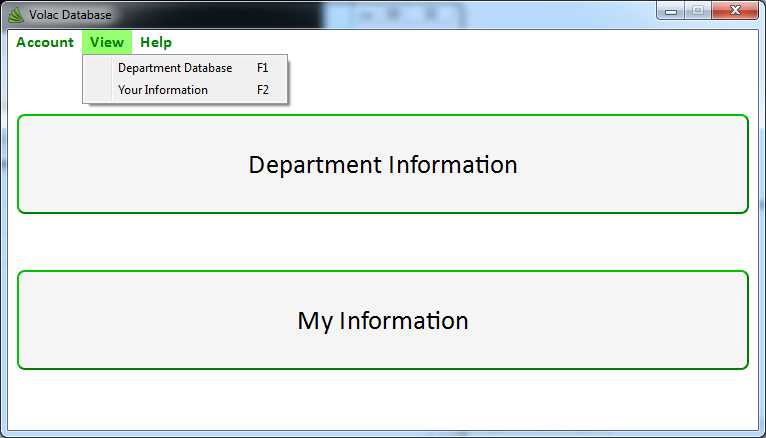 Volac Database
Account View Help
Department Database F1
Your Information F2
Department Information
My Information